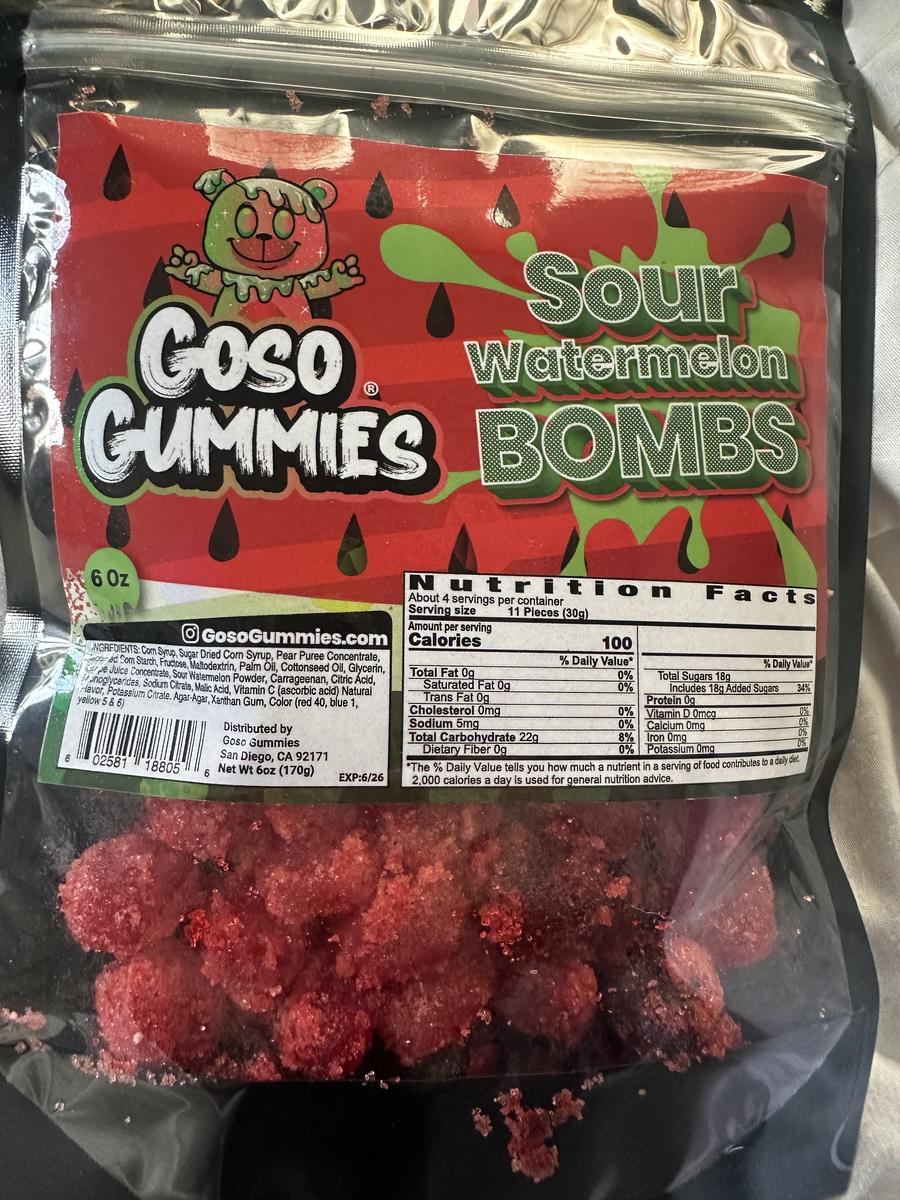 GOSO
GUMMIES®
Sour
Watermelon
BOMBS
6 Oz
GosoGummies.com
INGREDIENTS: Corn Syrup, Sugar Dried Corn Syrup, Pear Puree Concentrate,
Corn Starch, Fructose, Maltodextrin, Palm Oil, Cottonseed Oil, Glycerin,
Juice Concentrate, Sour Watermelon Powder, Carrageenan, Citric Acid,
Monoglycerides, Sodium Citrate, Malic Acid, Vitamin C (ascorbic acid) Natural
flavor, Potassium Citrate, Agar-Agar, Xanthan Gum, Color (red 40, blue 1,
yellow 5 & 6)
6 02581 18805 6
Distributed by
Goso Gummies
San Diego, CA 92171
Net Wt 6oz (170g)
EXP:6/26
Nutrition Facts
About 4 servings per container
Serving size 11 Pieces (30g)
Amount per serving
Calories 100
% Daily Value*
Total Fat 0g 0%
Saturated Fat 0g 0%
Trans Fat 0g
Cholesterol 0mg 0%
Sodium 5mg 0%
Total Carbohydrate 22g 8%
Dietary Fiber 0g 0%
% Daily Value*
Total Sugars 18g
Includes 18g Added Sugars 34%
Protein 0g
Vitamin D 0mcg 0%
Calcium 0mg 0%
Iron 0mg 0%
Potassium 0mg 0%
*The % Daily Value tells you how much a nutrient in a serving of food contributes to a daily diet.
2,000 calories a day is used for general nutrition advice.